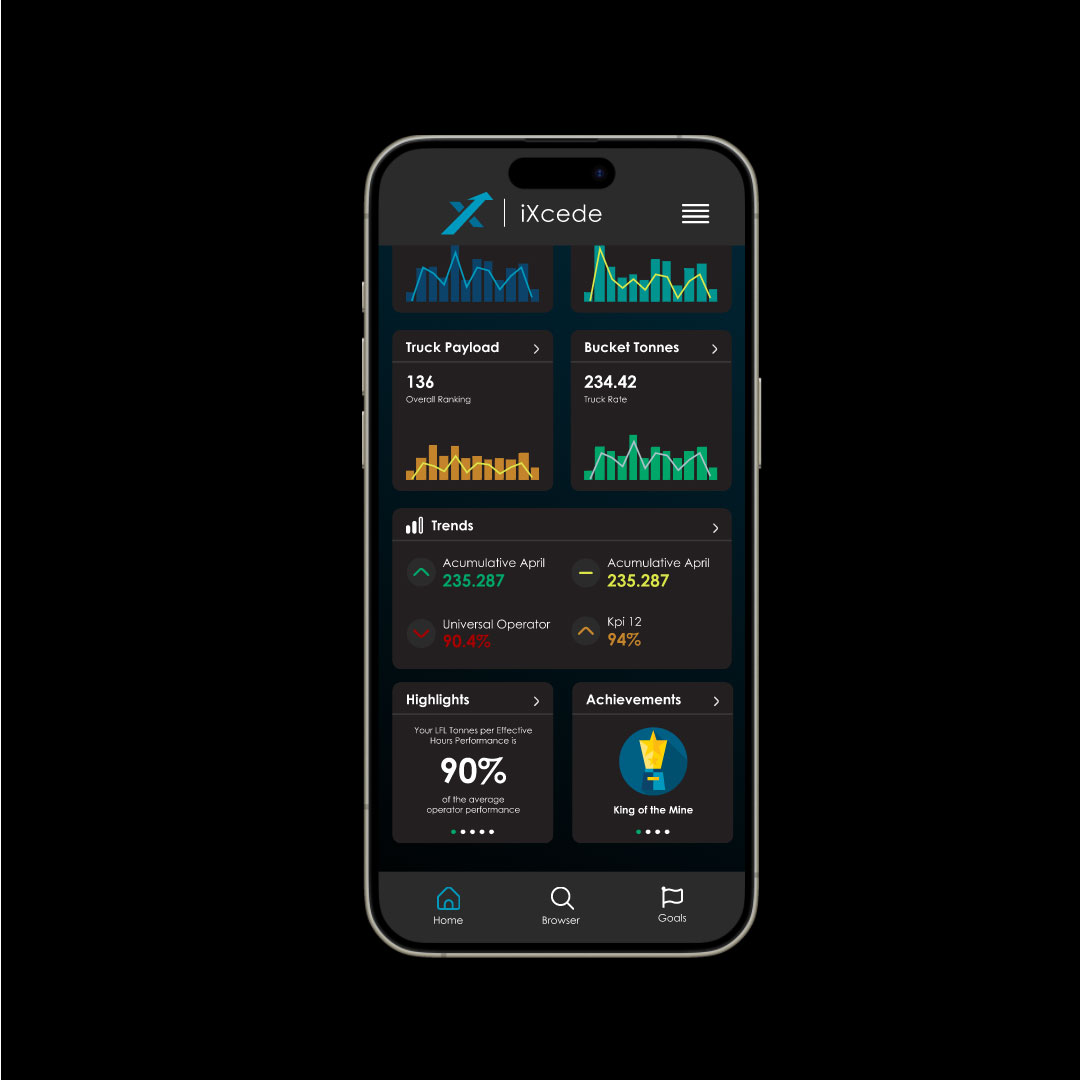 iXcede
Truck Payload
Bucket Tonnes
136
Overall Ranking
234.42
Truck Rate
Trends
Acumulative April
235.287
Acumulative April
235.287
Universal Operator
90.4%
Kpi 12
94%
Highlights
Achievements
Your LFL Tonnes per Effective
Hours Performance is
90%
of the average
operator performance
King of the Mine
Home
Browser
Goals